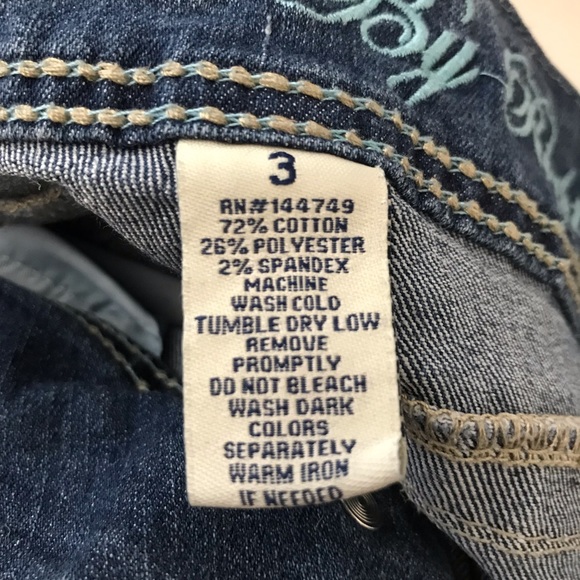 3
RN#144749
72% COTTON
26% POLYESTER
2% SPANDEX
MACHINE
WASH COLD
TUMBLE DRY LOW
REMOVE
PROMPTLY
DO NOT BLEACH
WASH DARK
COLORS
SEPARATELY
WARM IRON
IF NEEDED